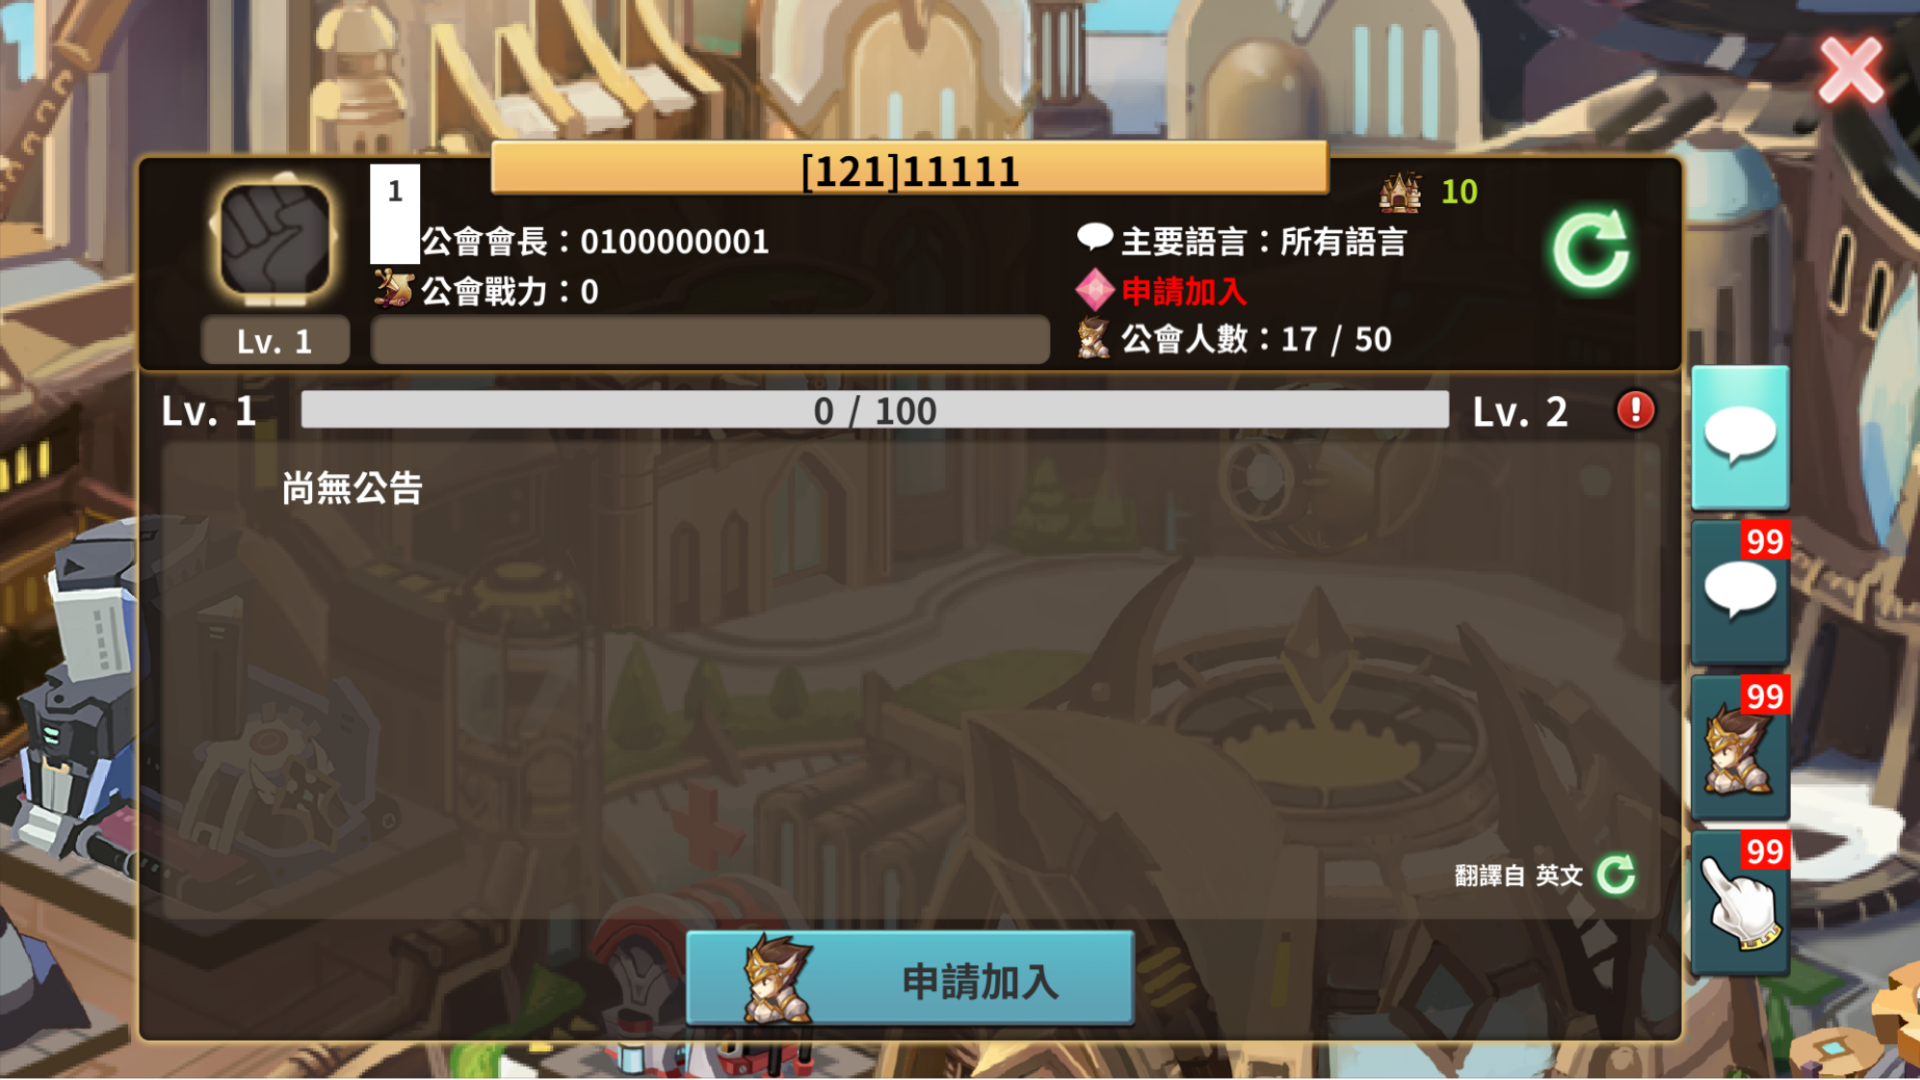 [121]11111
1
10
公會會長：0100000001
主要語言：所有語言
公會戰力：0
申請加入
Lv. 1
公會人數：17 / 50
Lv. 1
0 / 100
Lv. 2
尚無公告
99
99
99
翻譯自 英文
申請加入